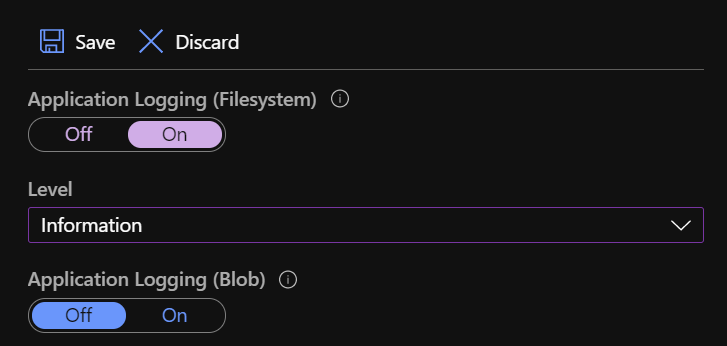 Save Discard
Application Logging (Filesystem)
Off On
Level
Information
Application Logging (Blob)
Off On